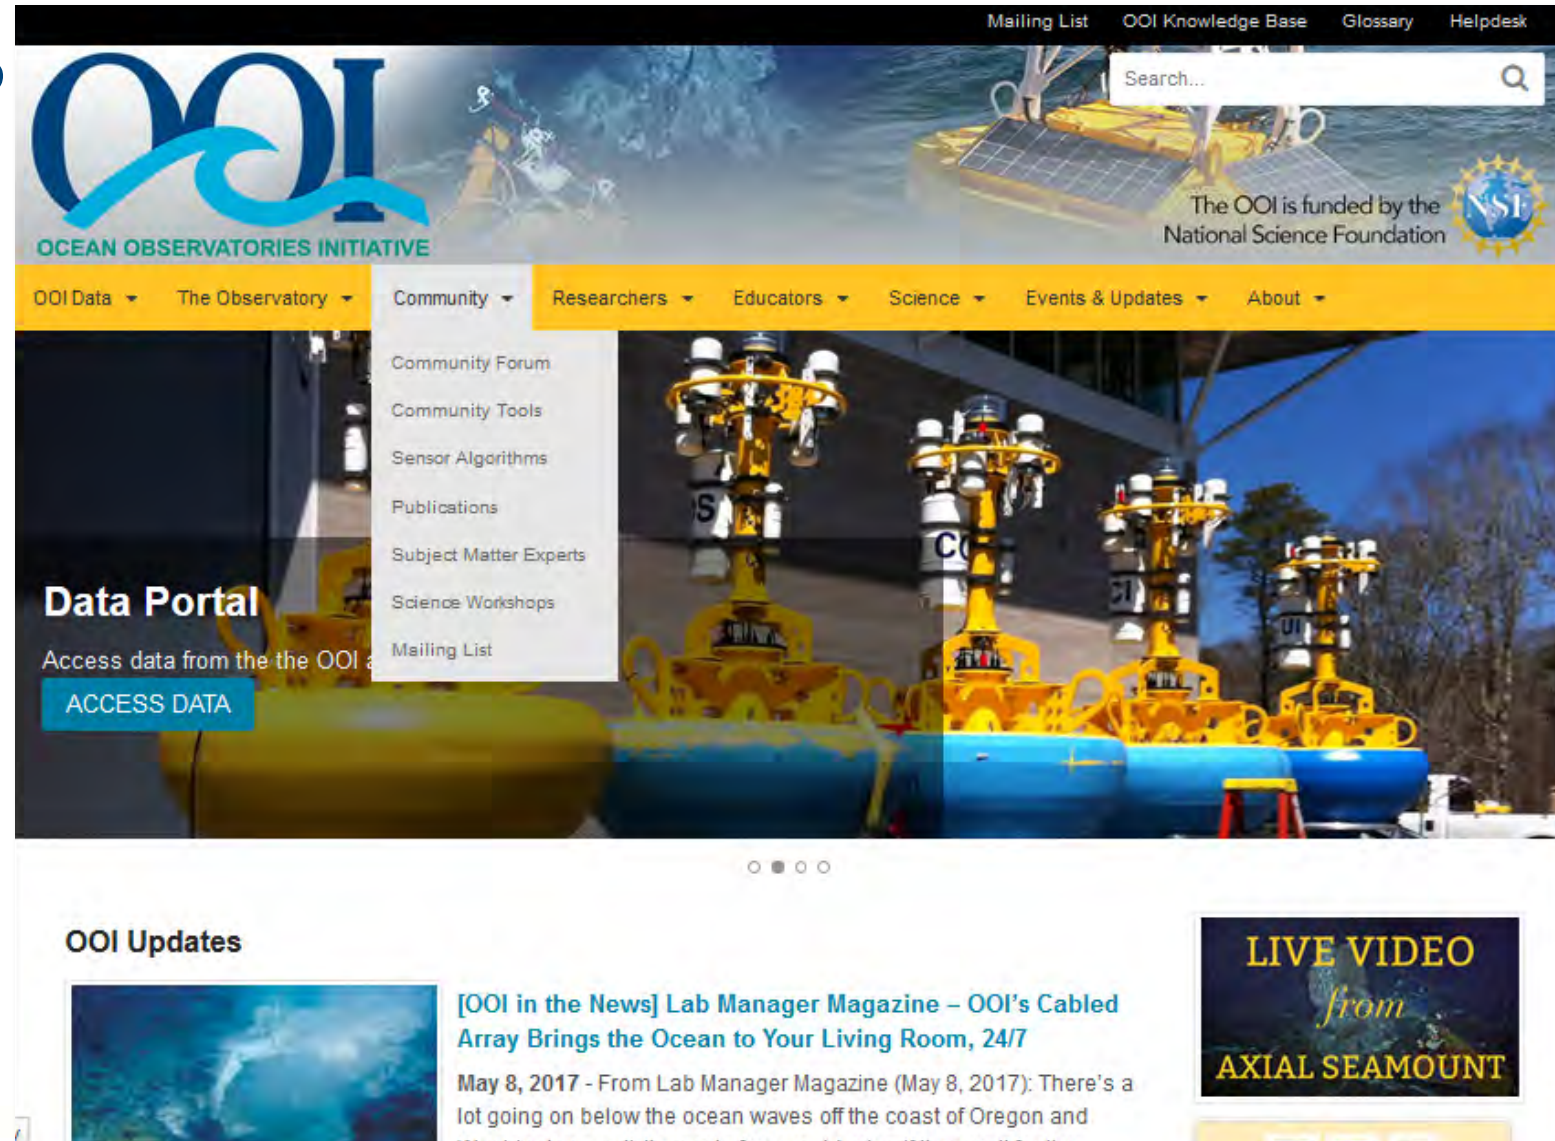 Mailing List OOI Knowledge Base Glossary Helpdesk
Search...
OOI
OCEAN OBSERVATORIES INITIATIVE
The OOI is funded by the
National Science Foundation
NSF
OOI Data The Observatory Community Researchers Educators Science Events & Updates About
Community Forum
Community Tools
Sensor Algorithms
Publications
Subject Matter Experts
Science Workshops
Mailing List
Data Portal
Access data from the the OOI
ACCESS DATA
CI
UI
OOI Updates
[OOI in the News] Lab Manager Magazine – OOI's Cabled
Array Brings the Ocean to Your Living Room, 24/7
May 8, 2017 - From Lab Manager Magazine (May 8, 2017): There's a
lot going on below the ocean waves off the coast of Oregon and
LIVE VIDEO
from
AXIAL SEAMOUNT